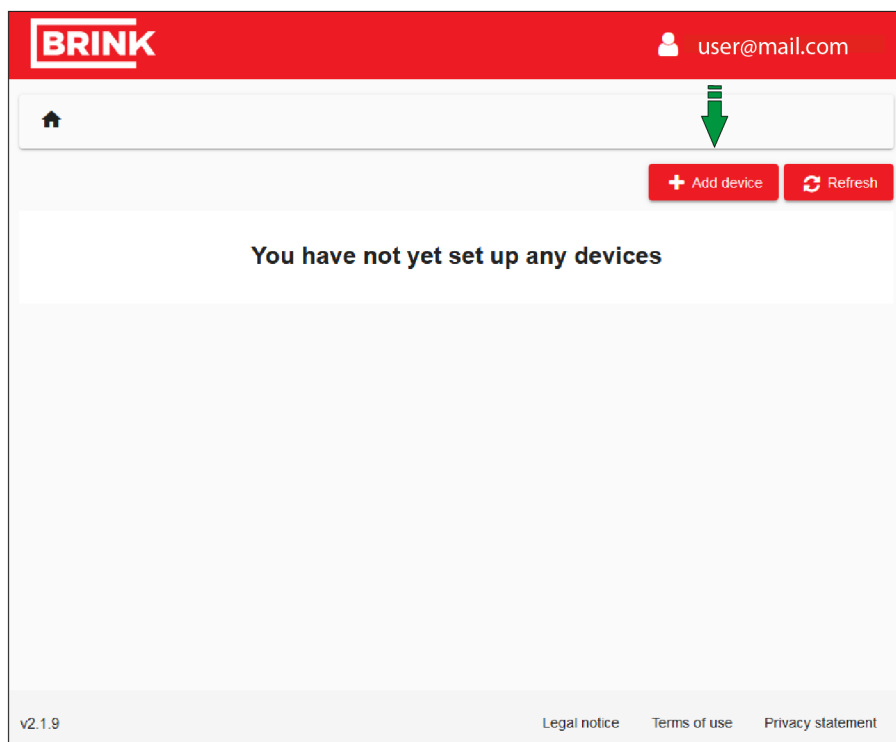 BRINK
user@mail.com
Add device
Refresh
You have not yet set up any devices
v2.1.9
Legal notice
Terms of use
Privacy statement